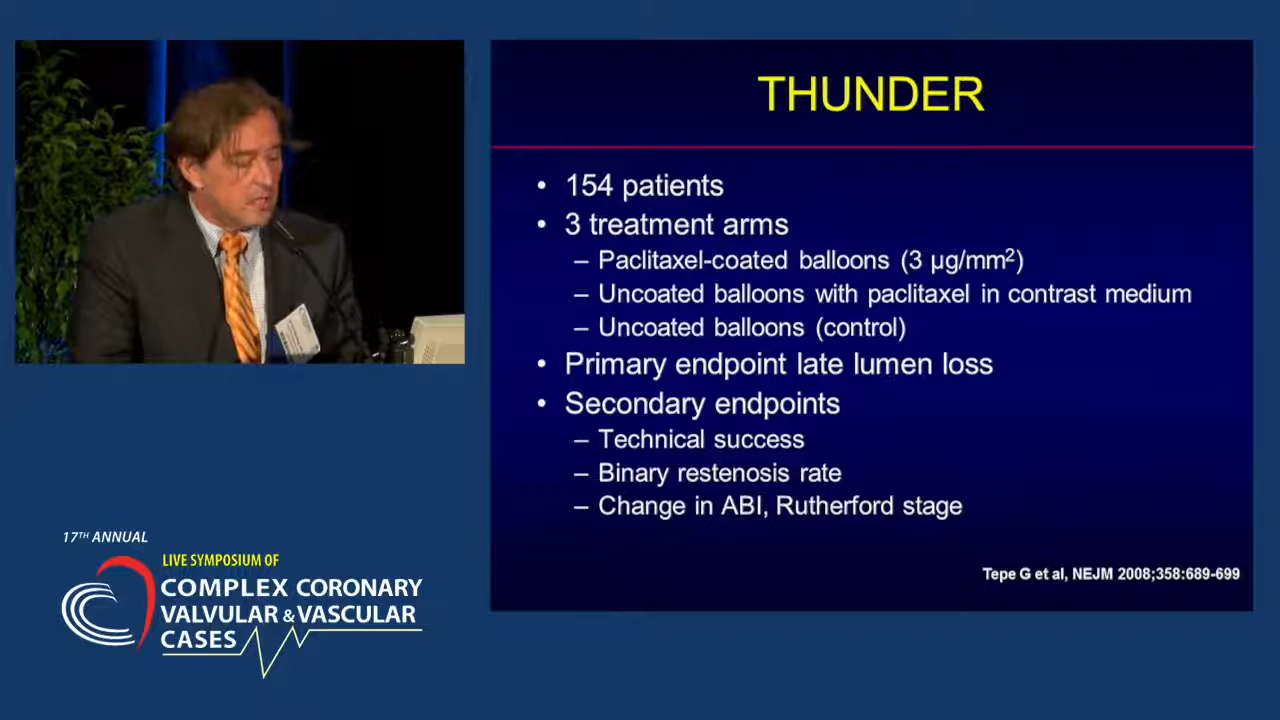 THUNDER
• 154 patients
• 3 treatment arms
– Paclitaxel-coated balloons (3 µg/mm²)
– Uncoated balloons with paclitaxel in contrast medium
– Uncoated balloons (control)
• Primary endpoint late lumen loss
• Secondary endpoints
– Technical success
– Binary restenosis rate
– Change in ABI, Rutherford stage
Tepe G et al, NEJM 2008;358:689-699
17TH ANNUAL
LIVE SYMPOSIUM OF
COMPLEX CORONARY
VALVULAR & VASCULAR
CASES